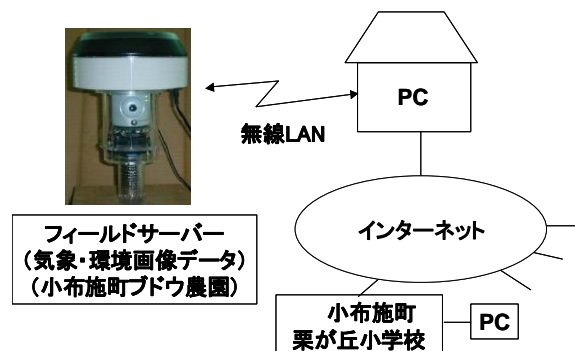 PC
無線LAN
フィールドサーバー
(気象・環境画像データ)
(小布施町ブドウ農園)
インターネット
小布施町
栗が丘小学校
PC